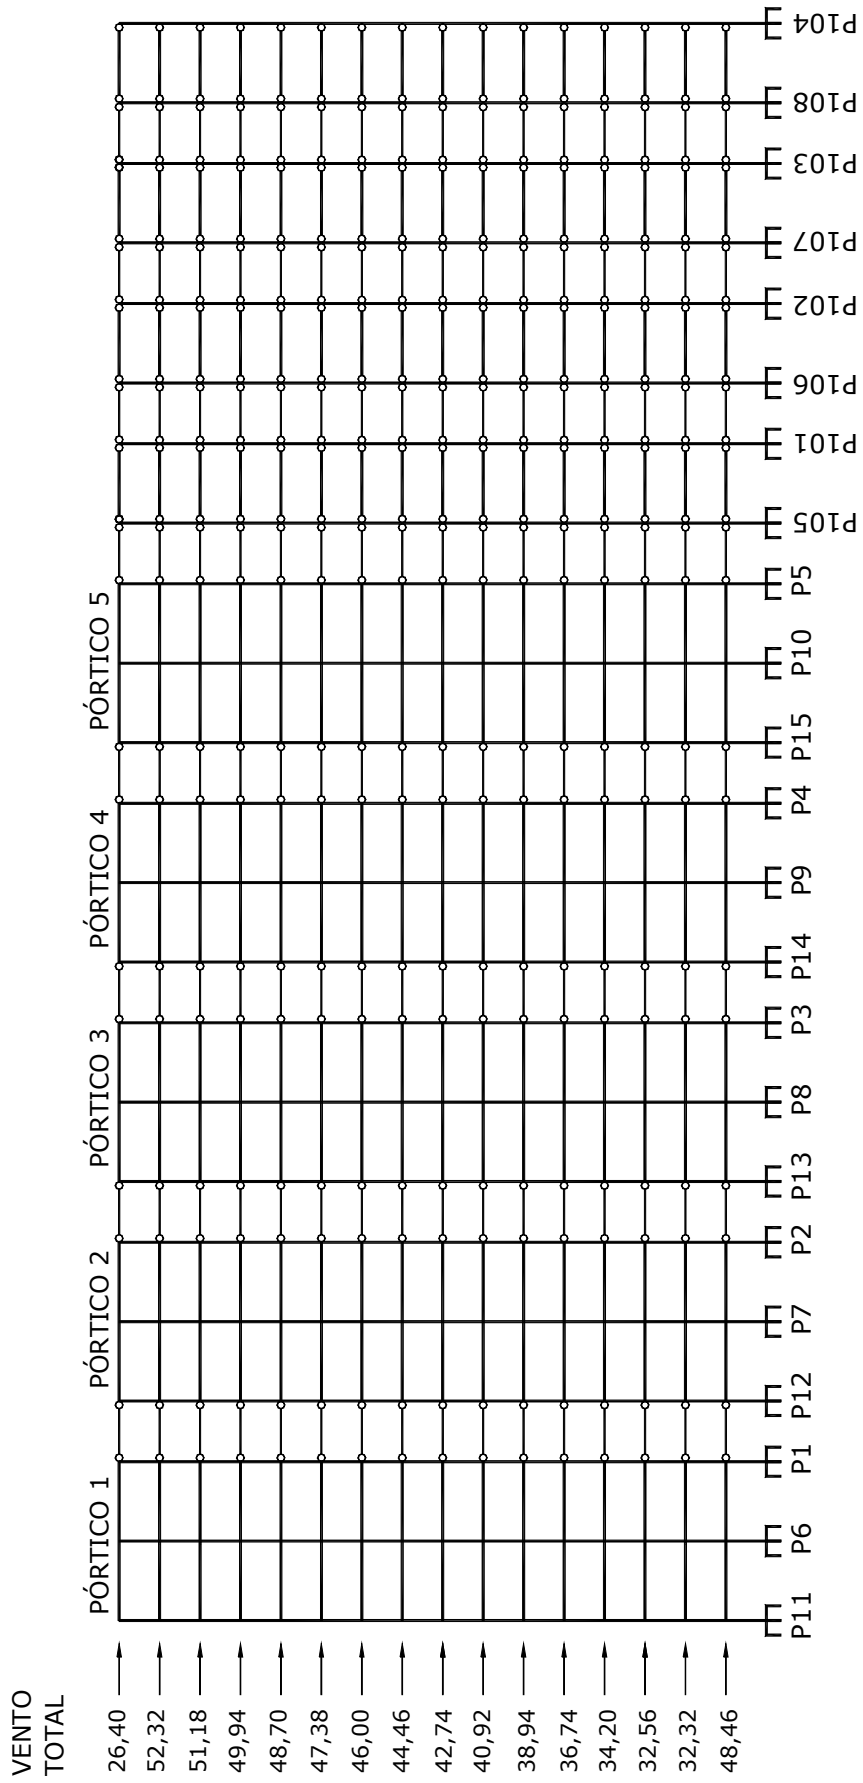 VENTO
TOTAL
26,40
52,32
51,18
49,94
48,70
47,38
46,00
44,46
42,74
40,92
38,94
36,74
34,20
32,56
32,32
48,46
PÓRTICO 1
PÓRTICO 2
PÓRTICO 3
PÓRTICO 4
PÓRTICO 5
P11
P6
P1
P12
P7
P2
P13
P8
P3
P14
P9
P4
P15
P10
P5
P105
P101
P106
P102
P107
P103
P108
P104